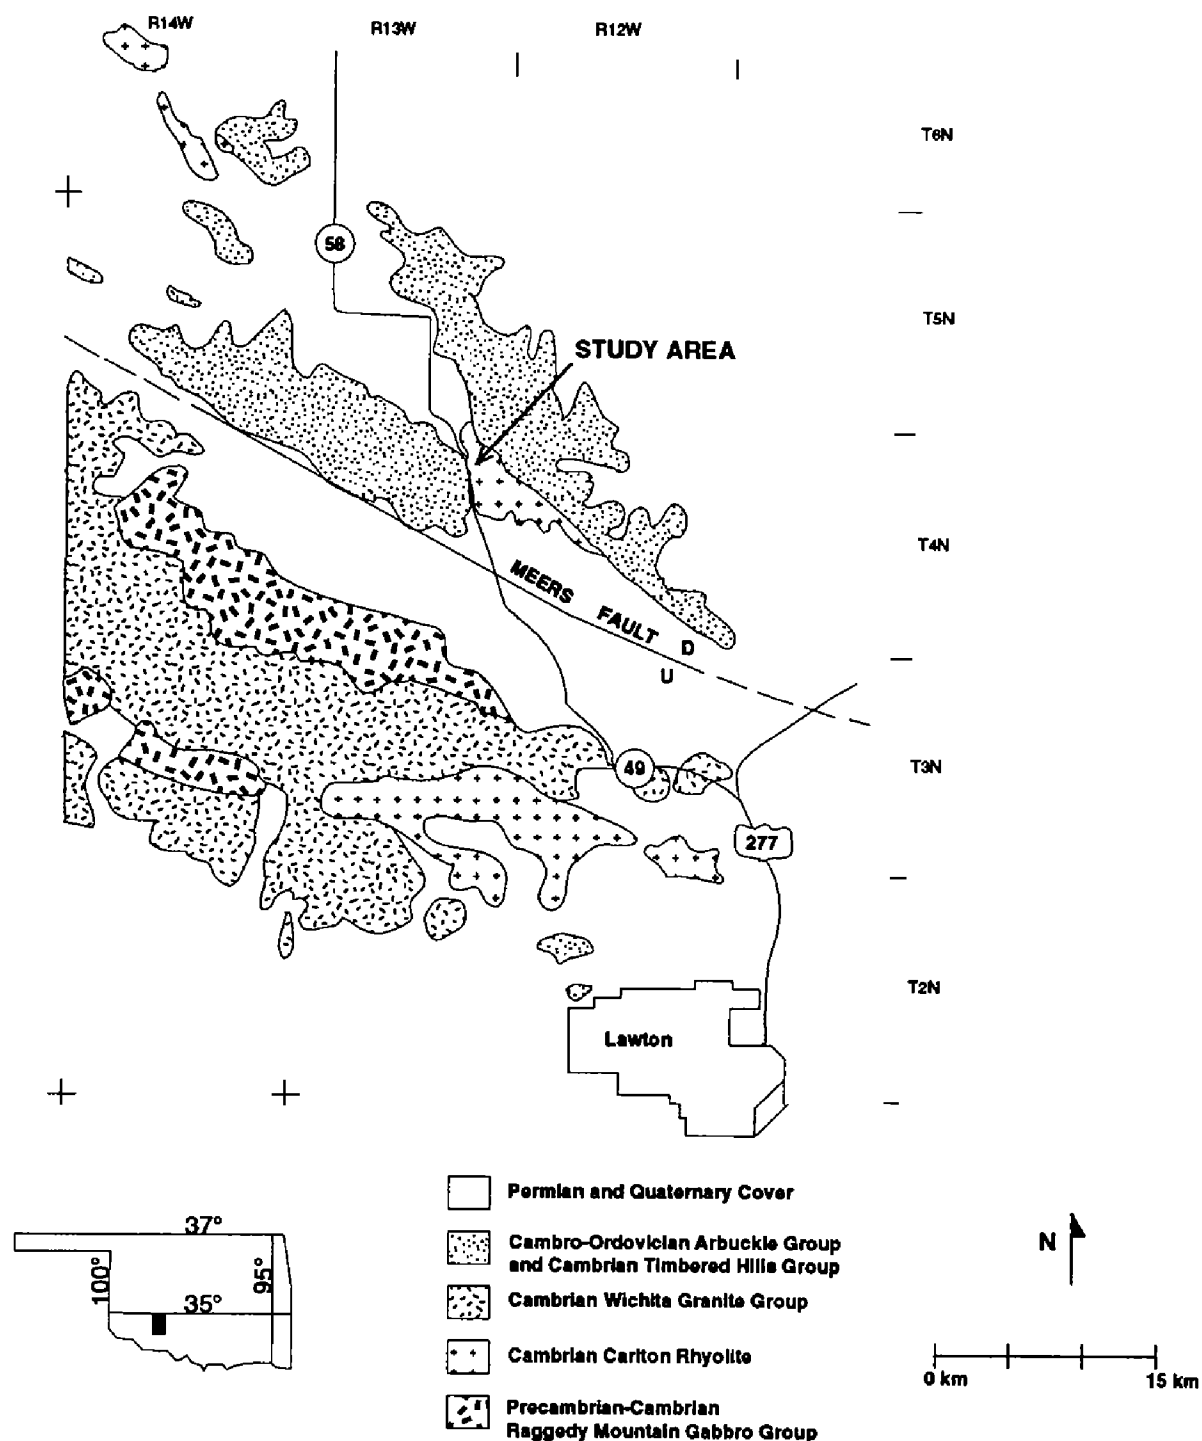 R14W
R13W
R12W
T6N
58
T5N
STUDY AREA
T4N
MEERS FAULT
D
U
49
T3N
277
T2N
Lawton
Permian and Quaternary Cover
Cambro-Ordovician Arbuckle Group
and Cambrian Timbered Hills Group
Cambrian Wichita Granite Group
Cambrian Carlton Rhyolite
Precambrian-Cambrian
Raggedy Mountain Gabbro Group
37°
100°
95°
35°
N
0 km
15 km